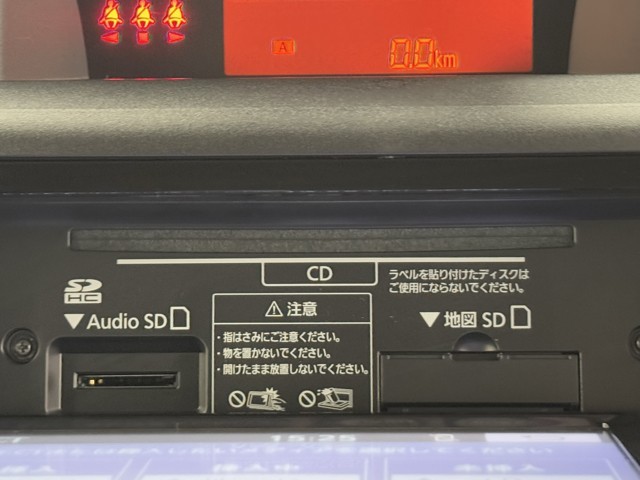 A 0.0km
CD
ラベルを貼り付けたディスクは
ご使用にならないでください。
SD
HC
▼Audio SD
⚠注意
・指はさみにご注意ください。
・物を置かないでください。
・開けたまま放置しないでください。
▼地図 SD
15:25